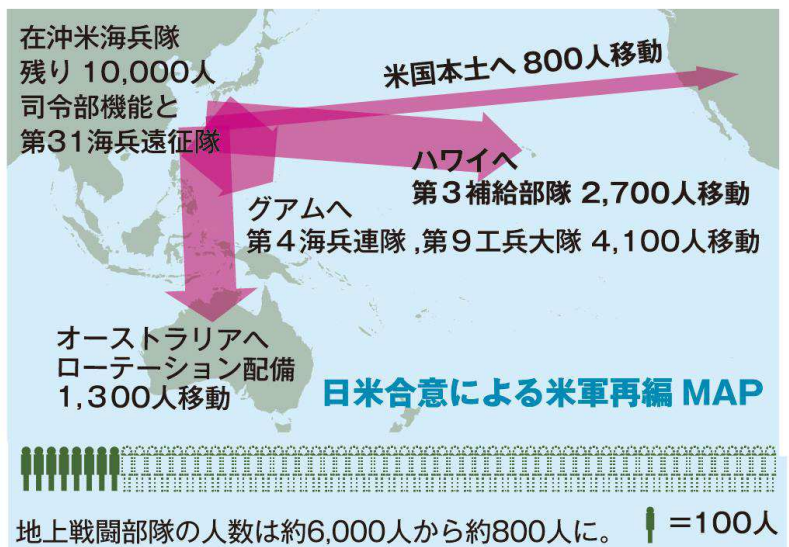 在沖米海兵隊
残り 10,000人
司令部機能と
第31海兵遠征隊
米国本土へ 800人移動
ハワイへ
第3補給部隊 2,700人移動
グアムへ
第4海兵連隊 ,第9工兵大隊 4,100人移動
オーストラリアへ
ローテーション配備
1,300人移動
日米合意による米軍再編 MAP
地上戦闘部隊の人数は約6,000人から約800人に。
=100人